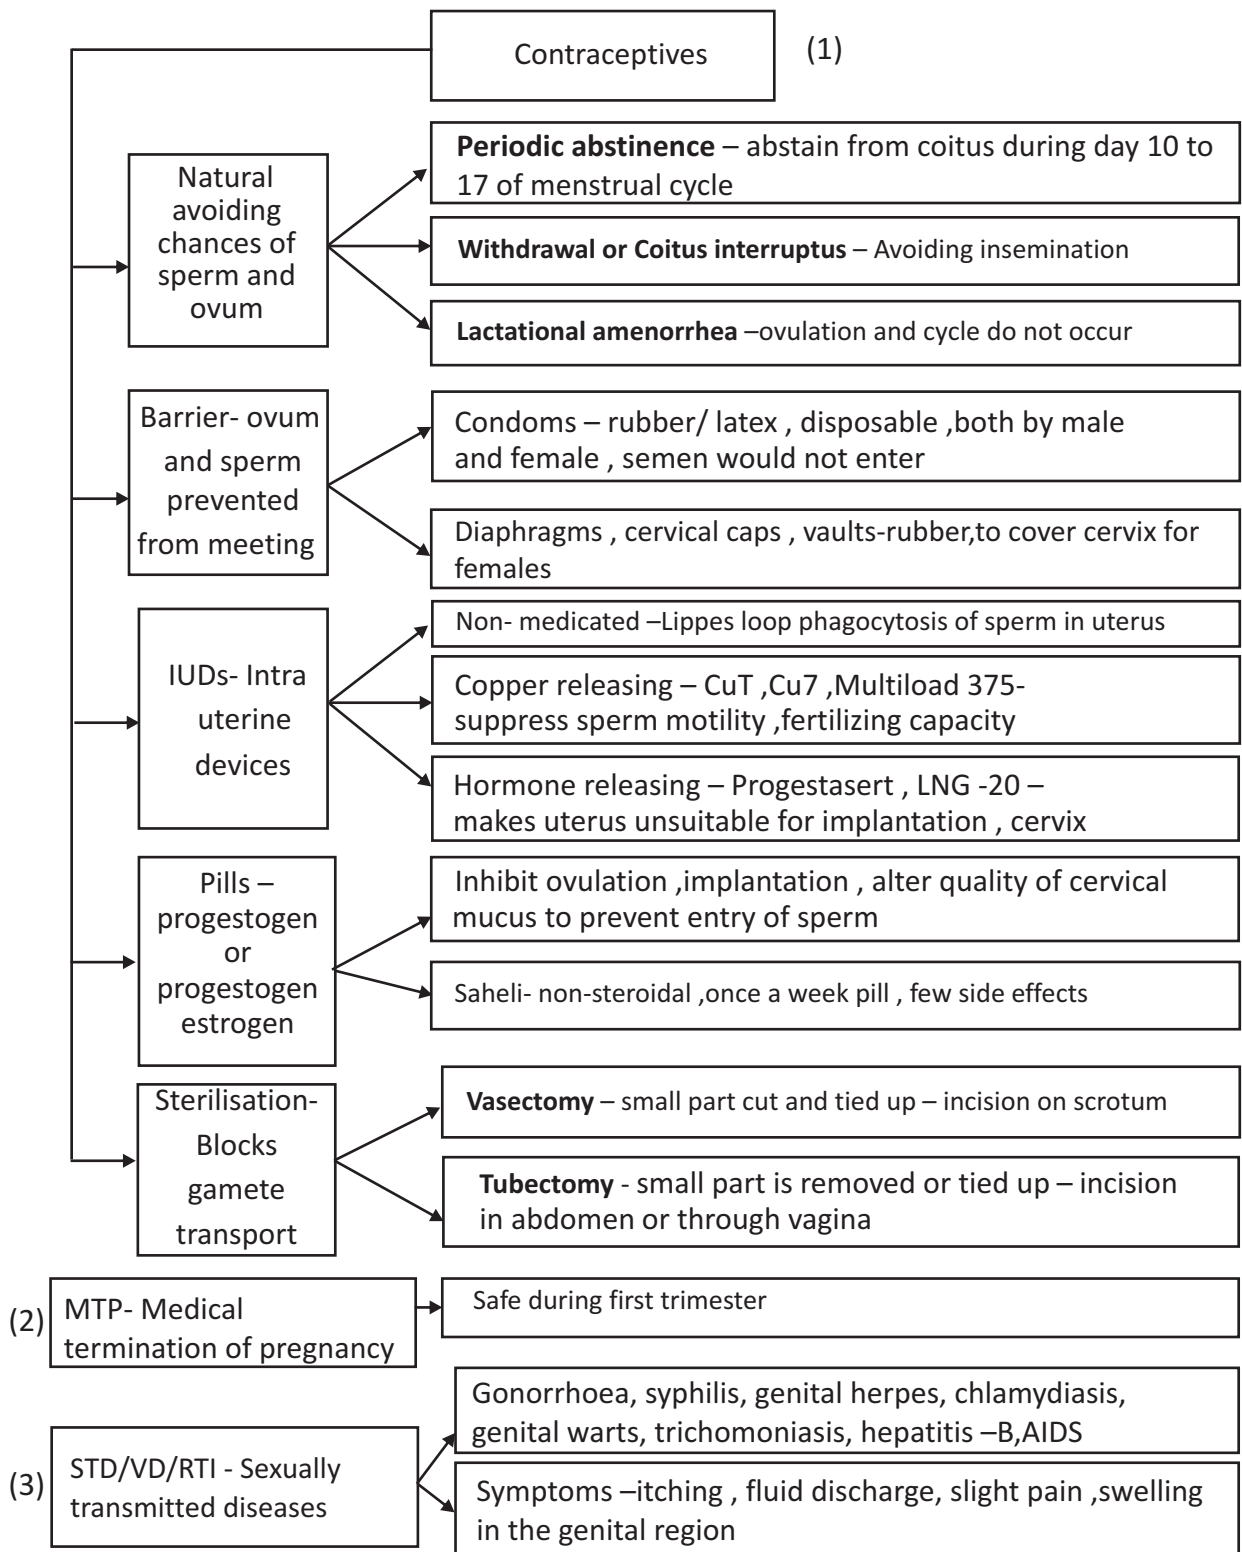 Contraceptives
(1)
Natural
avoiding
chances of
sperm and
ovum
Periodic abstinence – abstain from coitus during day 10 to
17 of menstrual cycle
Withdrawal or Coitus interruptus – Avoiding insemination
Lactational amenorrhea –ovulation and cycle do not occur
Barrier- ovum
and sperm
prevented
from meeting
Condoms – rubber/ latex , disposable ,both by male
and female , semen would not enter
Diaphragms , cervical caps , vaults-rubber,to cover cervix for
females
IUDs- Intra
uterine
devices
Non- medicated –Lippes loop phagocytosis of sperm in uterus
Copper releasing – CuT ,Cu7 ,Multiload 375-
suppress sperm motility ,fertilizing capacity
Hormone releasing – Progestasert , LNG -20 –
makes uterus unsuitable for implantation , cervix
Pills –
progestogen
or
progestogen
estrogen
Inhibit ovulation ,implantation , alter quality of cervical
mucus to prevent entry of sperm
Saheli- non-steroidal ,once a week pill , few side effects
Sterilisation-
Blocks
gamete
transport
Vasectomy – small part cut and tied up – incision on scrotum
Tubectomy - small part is removed or tied up – incision
in abdomen or through vagina
(2)
MTP- Medical
termination of pregnancy
Safe during first trimester
(3)
STD/VD/RTI - Sexually
transmitted diseases
Gonorrhoea, syphilis, genital herpes, chlamydiasis,
genital warts, trichomoniasis, hepatitis –B,AIDS
Symptoms –itching , fluid discharge, slight pain ,swelling
in the genital region